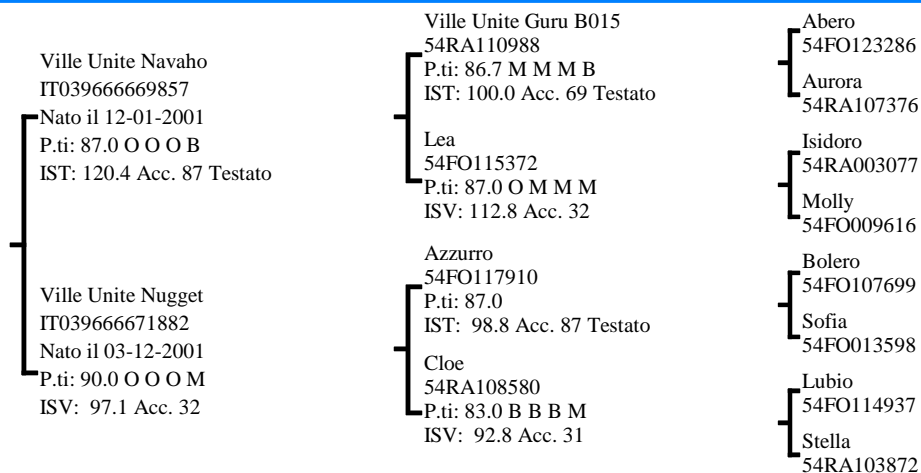 Ville Unite Navaho
IT039666669857
Nato il 12-01-2001
P.ti: 87.0 O O O B
IST: 120.4 Acc. 87 Testato
Ville Unite Nugget
IT039666671882
Nato il 03-12-2001
P.ti: 90.0 O O O M
ISV: 97.1 Acc. 32
Ville Unite Guru B015
54RA110988
P.ti: 86.7 M M M B
IST: 100.0 Acc. 69 Testato
Lea
54FO115372
P.ti: 87.0 O M M M
ISV: 112.8 Acc. 32
Azzurro
54FO117910
P.ti: 87.0
IST: 98.8 Acc. 87 Testato
Cloe
54RA108580
P.ti: 83.0 B B B M
ISV: 92.8 Acc. 31
Abero
54FO123286
Aurora
54RA107376
Isidoro
54RA003077
Molly
54FO009616
Bolero
54FO107699
Sofia
54FO013598
Lubio
54FO114937
Stella
54RA103872